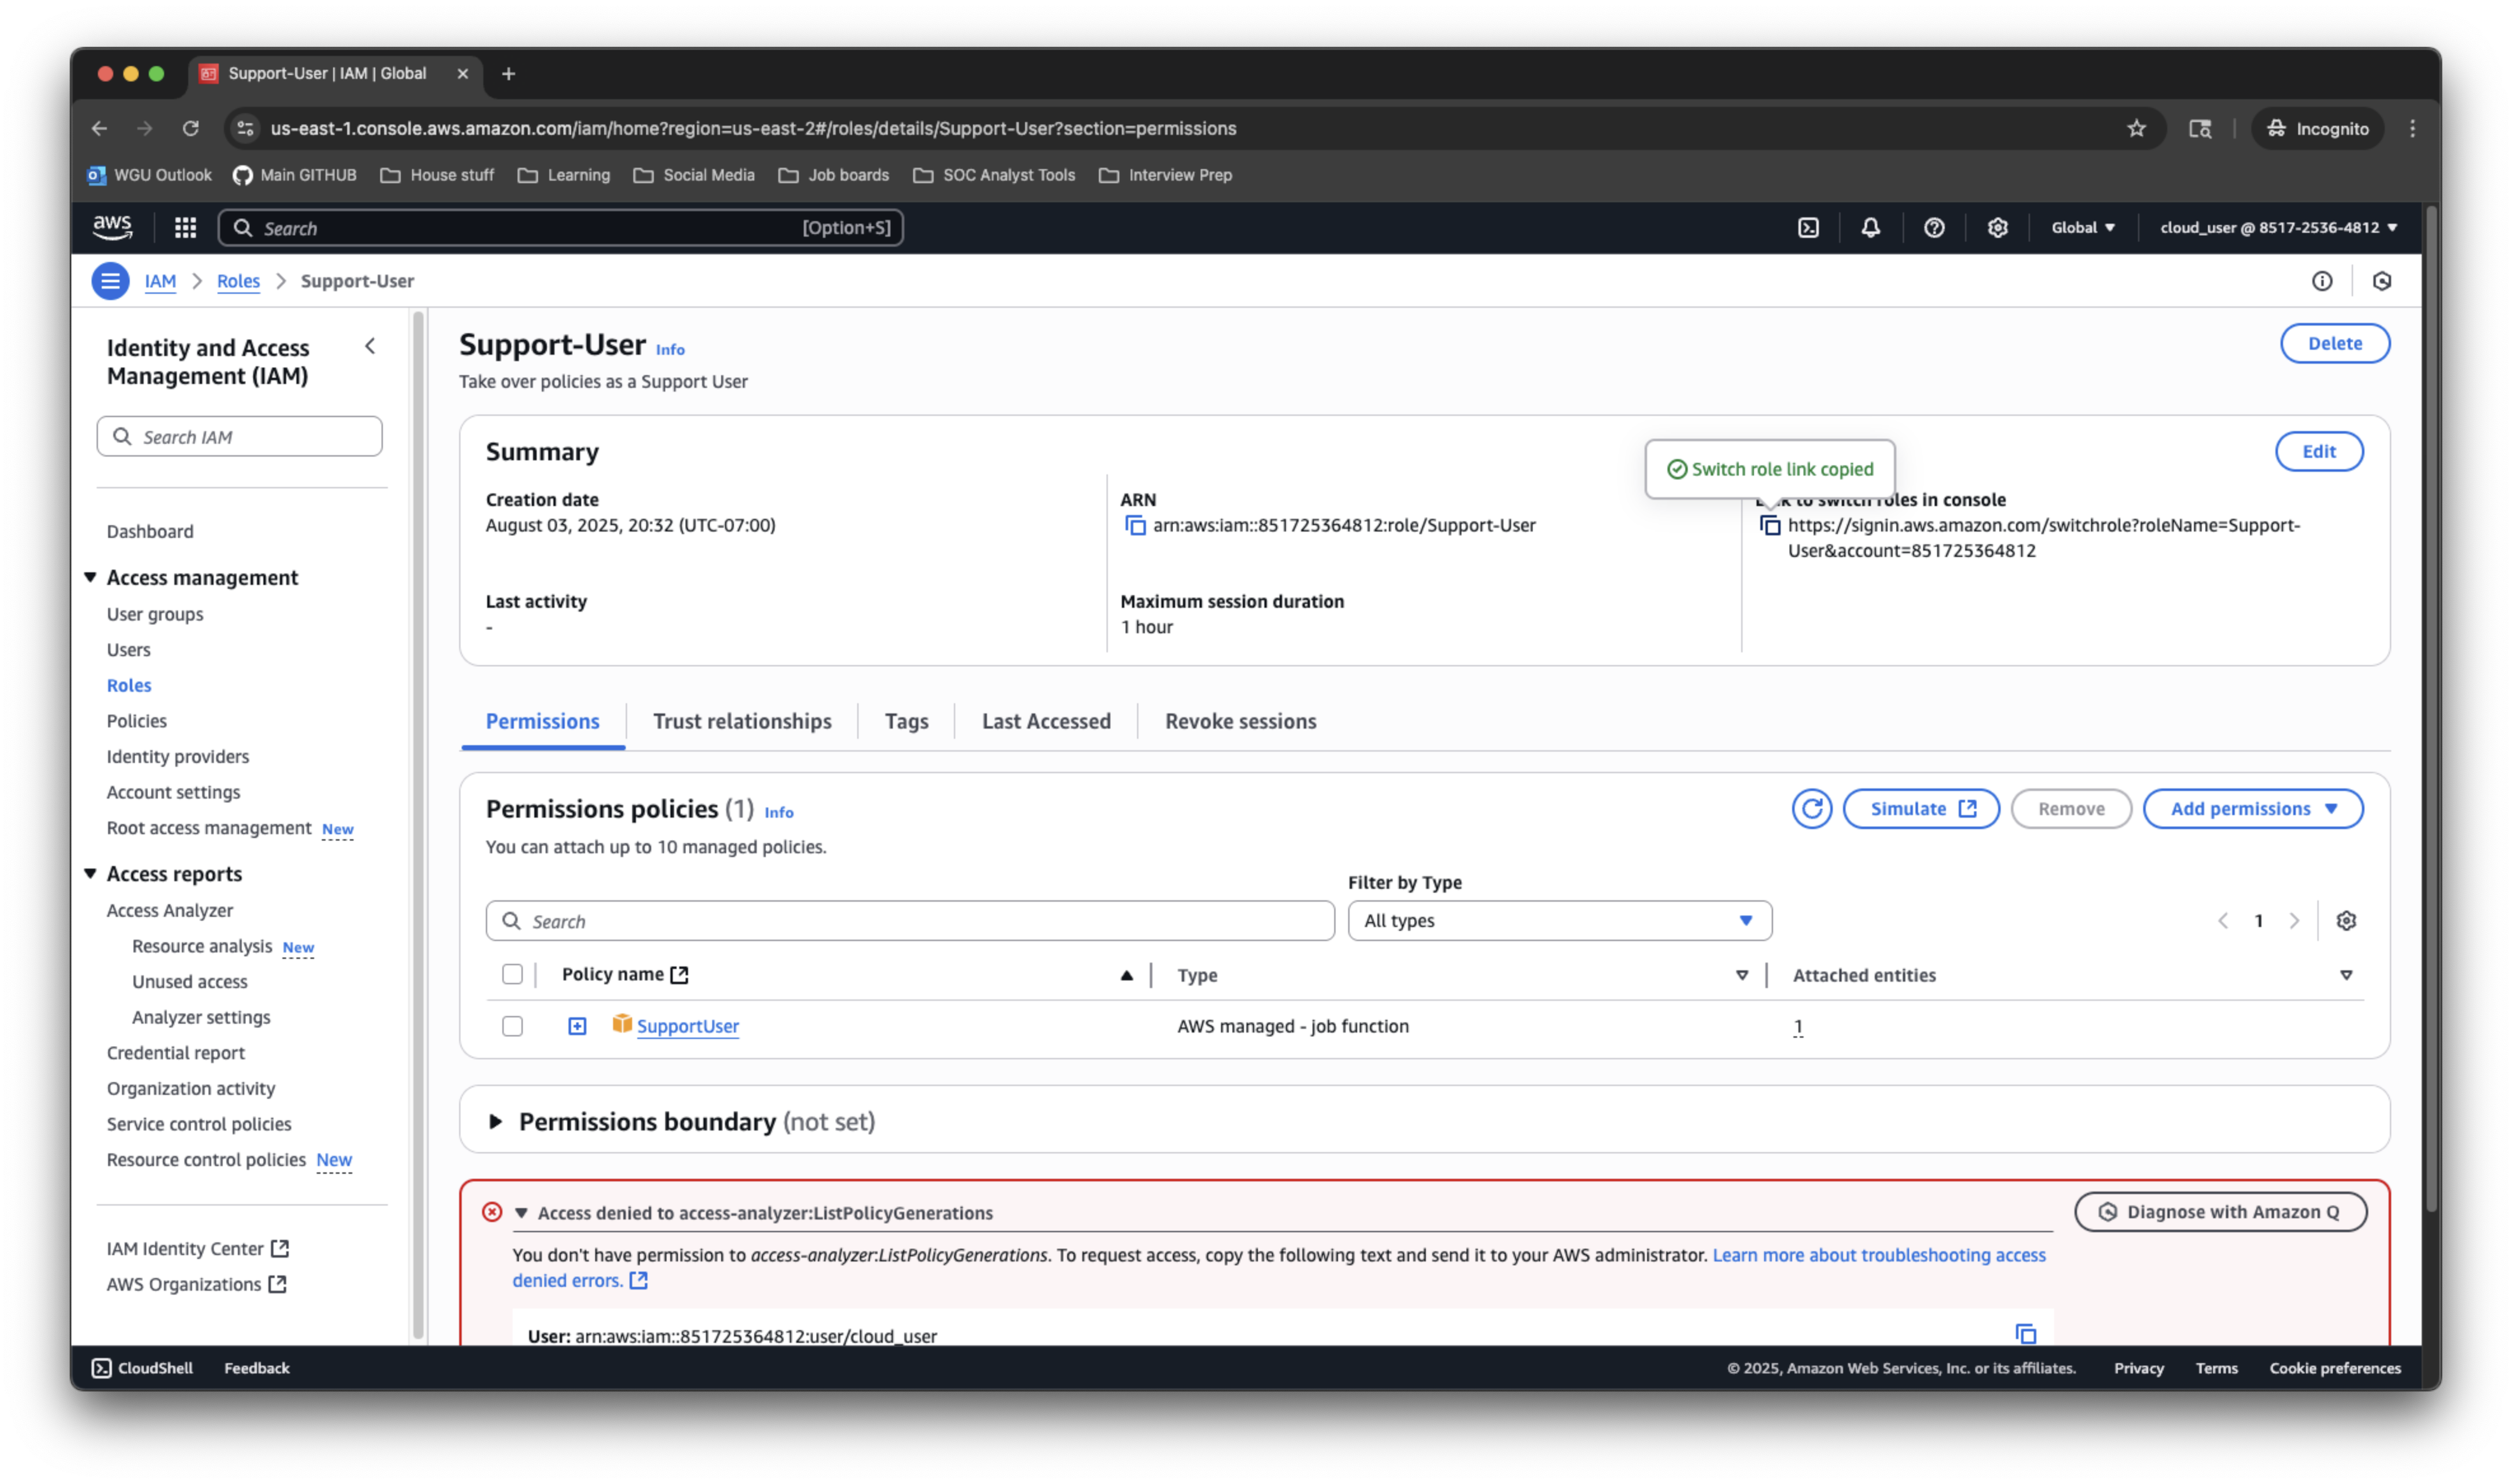 Support-User | IAM | Global
us-east-1.console.aws.amazon.com/iam/home?region=us-east-2#/roles/details/Support-User?section=permissions
Incognito
WGU Outlook
Main GITHUB
House stuff
Learning
Social Media
Job boards
SOC Analyst Tools
Interview Prep
aws
Search
[Option+S]
Global
cloud_user @ 8517-2536-4812
IAM
Roles
Support-User
Identity and Access
Management (IAM)
Search IAM
Dashboard
Access management
User groups
Users
Roles
Policies
Identity providers
Account settings
Root access management New
Access reports
Access Analyzer
Resource analysis New
Unused access
Analyzer settings
Credential report
Organization activity
Service control policies
Resource control policies New
IAM Identity Center
AWS Organizations
Support-User Info
Take over policies as a Support User
Delete
Summary
Edit
Creation date
August 03, 2025, 20:32 (UTC-07:00)
Last activity
-
ARN
arn:aws:iam::851725364812:role/Support-User
Maximum session duration
1 hour
Switch role link copied
Link to switch roles in console
https://signin.aws.amazon.com/switchrole?roleName=Support-
User&account=851725364812
Permissions
Trust relationships
Tags
Last Accessed
Revoke sessions
Permissions policies (1) Info
You can attach up to 10 managed policies.
Simulate
Remove
Add permissions
Filter by Type
Search
All types
1
Policy name
Type
Attached entities
SupportUser
AWS managed - job function
1
Permissions boundary (not set)
Access denied to access-analyzer:ListPolicyGenerations
Diagnose with Amazon Q
You don't have permission to access-analyzer:ListPolicyGenerations. To request access, copy the following text and send it to your AWS administrator. Learn more about troubleshooting access
denied errors.
User: arn:aws:iam::851725364812:user/cloud_user
CloudShell
Feedback
© 2025, Amazon Web Services, Inc. or its affiliates.
Privacy
Terms
Cookie preferences